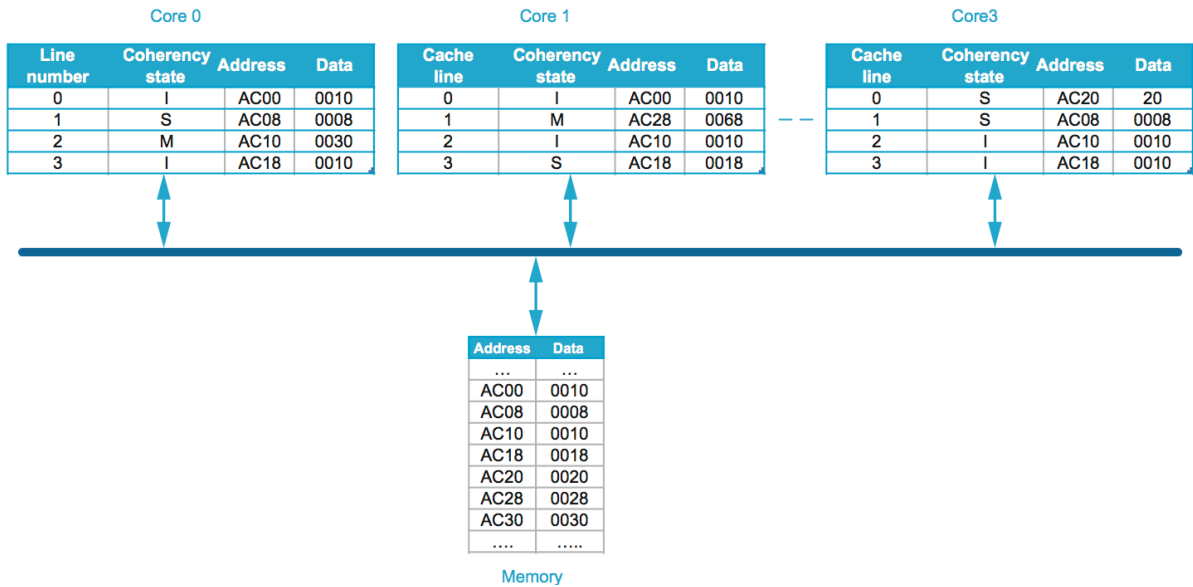 Core 0 Core 1 Core3
Line number Coherency state Address Data
0 I AC00 0010
1 S AC08 0008
2 M AC10 0030
3 I AC18 0010
Cache line Coherency state Address Data
0 I AC00 0010
1 M AC28 0068
2 I AC10 0010
3 S AC18 0018
Cache line Coherency state Address Data
0 S AC20 20
1 S AC08 0008
2 I AC10 0010
3 I AC18 0010
Address Data
... ...
AC00 0010
AC08 0008
AC10 0010
AC18 0018
AC20 0020
AC28 0028
AC30 0030
.... .....
Memory